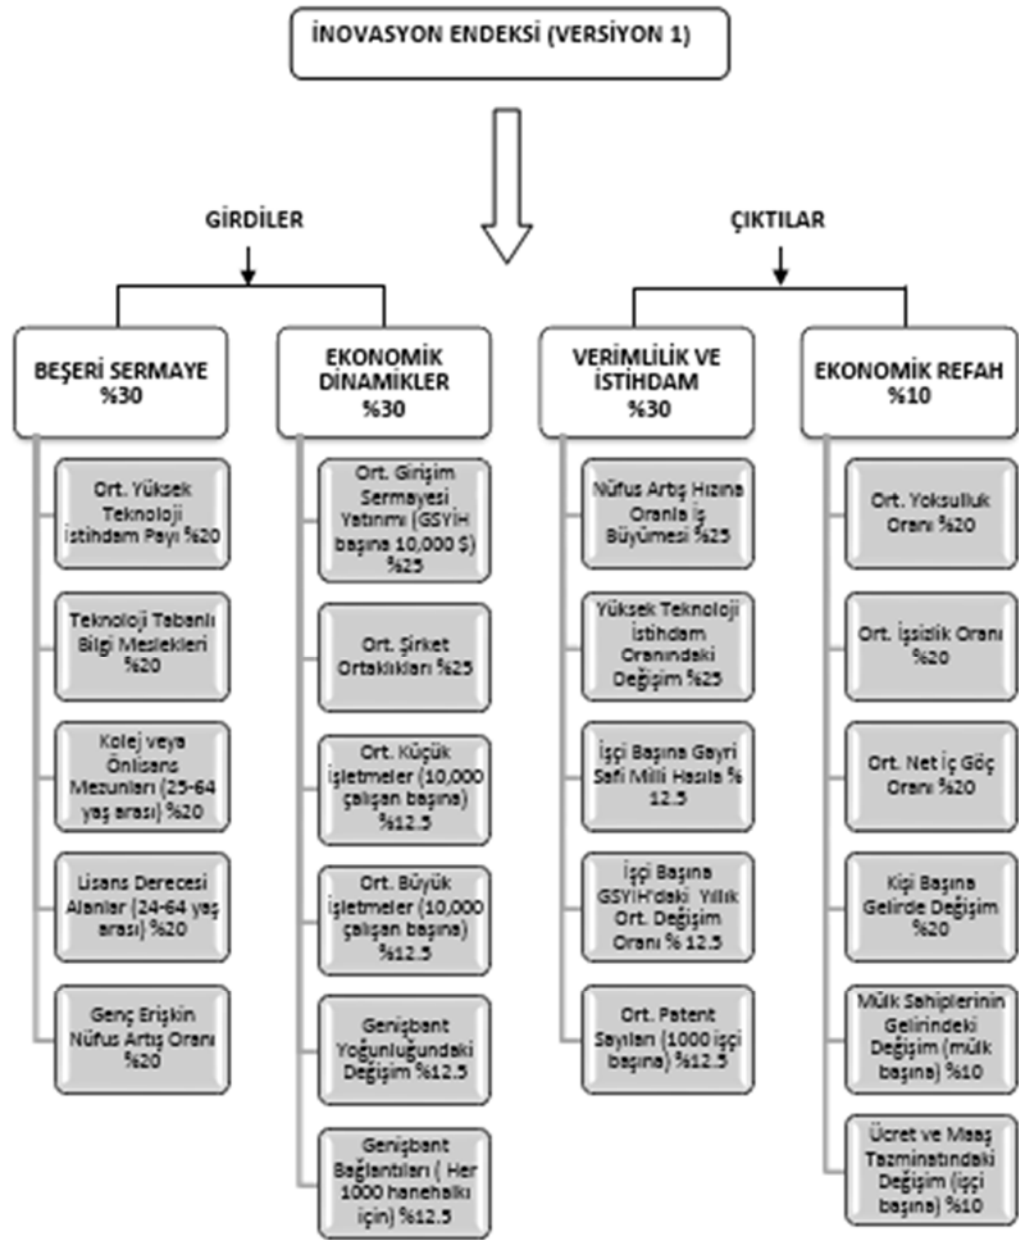 İNOVASYON ENDEKSİ (VERSİYON 1)
GİRDİLER
ÇIKTILAR
BEŞERİ SERMAYE
%30
Ort. Yüksek
Teknoloji
İstihdam Payı %20
Teknoloji Tabanlı
Bilgi Meslekleri
%20
Kolej veya
Önlisans
Mezunları (25-64
yaş arası) %20
Lisans Derecesi
Alanlar (24-64 yaş
arası) %20
Genç Erişkin
Nüfus Artış Oranı
%20
EKONOMİK
DİNAMİKLER
%30
Ort. Girişim
Sermayesi
Yatırımı (GSYİH
başına 10,000 $)
%25
Ort. Şirket
Ortaklıkları %25
Ort. Küçük
İşletmeler (10,000
çalışan başına)
%12.5
Ort. Büyük
İşletmeler (10,000
çalışan başına)
%12.5
Genişbant
Yoğunluğundaki
Değişim %12.5
Genişbant
Bağlantıları ( Her
1000 hanehalkı
için) %12.5
VERİMLİLİK VE
İSTİHDAM
%30
Nüfus Artış Hızına
Oranla İş
Büyümesi %25
Yüksek Teknoloji
İstihdam
Oranındaki
Değişim %25
İşçi Başına Gayri
Safi Milli Hasıla %
12.5
İşçi Başına
GSYİH'daki Yıllık
Ort. Değişim
Oranı % 12.5
Ort. Patent
Sayıları (1000 işçi
başına) %12.5
EKONOMİK REFAH
%10
Ort. Yoksulluk
Oranı %20
Ort. İşsizlik Oranı
%20
Ort. Net İç Göç
Oranı %20
Kişi Başına
Gelirde Değişim
%20
Mülk Sahiplerinin
Gelirindeki
Değişim (mülk
başına) %10
Ücret ve Maaş
Tazminatındaki
Değişim (işçi
başına) %10